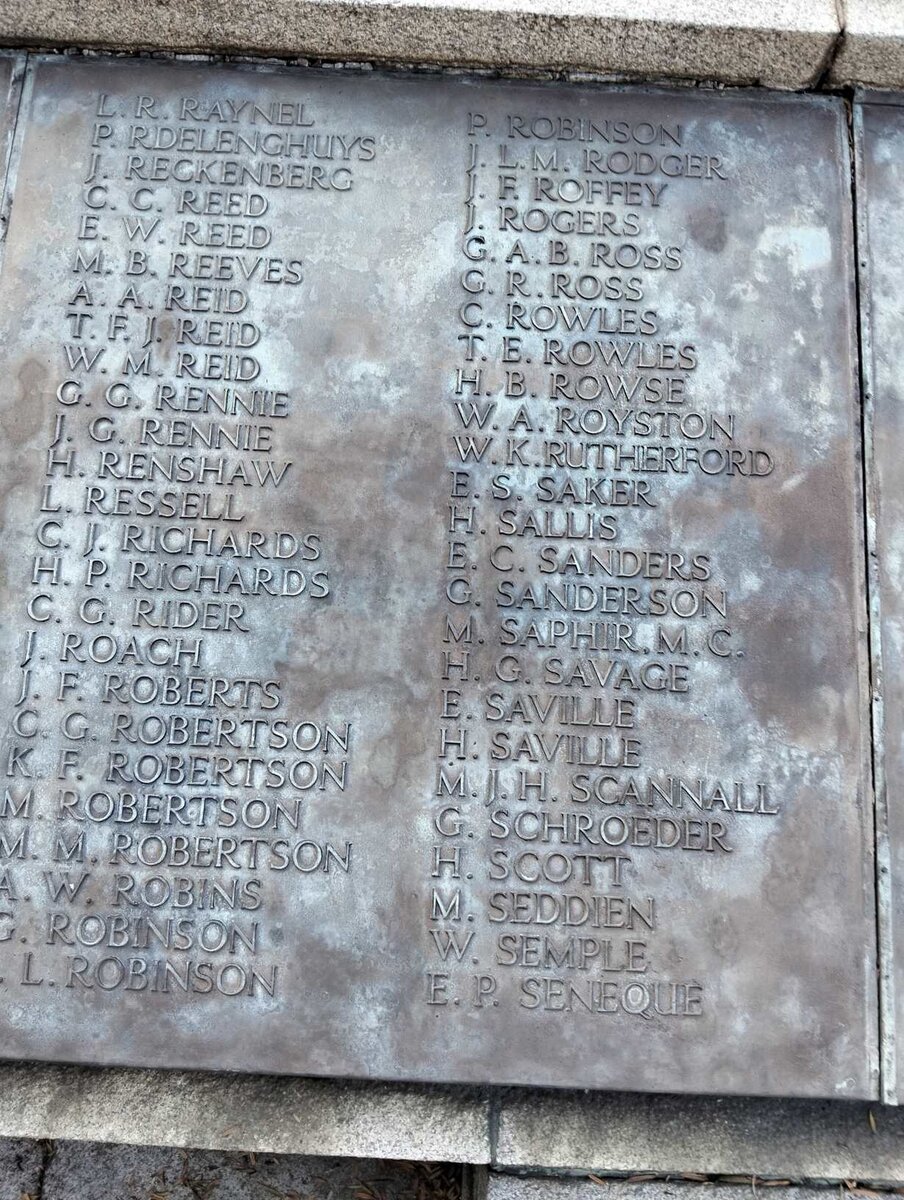 L. R. RAYNEL
P. RDELENGHUYS
J. RECKENBERG
C. C. REED
E. W. REED
M. B. REEVES
A. A. REID
T. F. J. REID
W. M. REID
G. G. RENNIE
J. G. RENNIE
H. RENSHAW
L. RESSELL
C. J. RICHARDS
H. P. RICHARDS
C. G. RIDER
J. ROACH
J. F. ROBERTS
C. G. ROBERTSON
K. F. ROBERTSON
M. ROBERTSON
M. M. ROBERTSON
A. W. ROBINS
G. ROBINSON
L. ROBINSON
P. ROBINSON
J. L. M. RODGER
J. F. ROFFEY
J. ROGERS
G. A. B. ROSS
G. R. ROSS
C. ROWLES
T. E. ROWLES
H. B. ROWSE
W. A. ROYSTON
W. K. RUTHERFORD
E. S. SAKER
H. SALLIS
E. C. SANDERS
G. SANDERSON
M. SAPHIR. M. C.
H. G. SAVAGE
E. SAVILLE
H. SAVILLE
M. J. H. SCANNALL
G. SCHROEDER
H. SCOTT
M. SEDDIEN
W. SEMPLE
E. P. SENEQUE